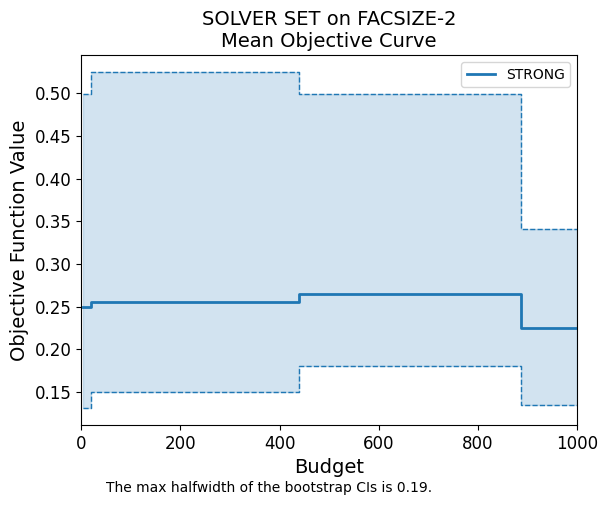 SOLVER SET on FACSIZE-2
Mean Objective Curve
STRONG
Objective Function Value
0.50
0.45
0.40
0.35
0.30
0.25
0.20
0.15
0 200 400 600 800 1000
Budget
The max halfwidth of the bootstrap CIs is 0.19.